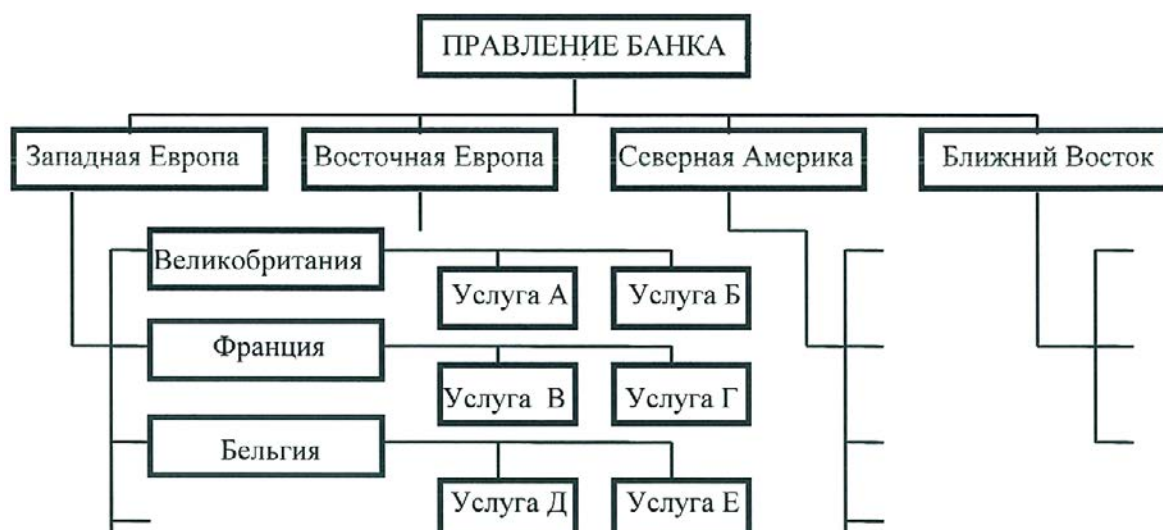 ПРАВЛЕНИЕ БАНКА
Западная Европа
Восточная Европа
Северная Америка
Ближний Восток
Великобритания
Услуга А
Услуга Б
Франция
Услуга В
Услуга Г
Бельгия
Услуга Д
Услуга Е